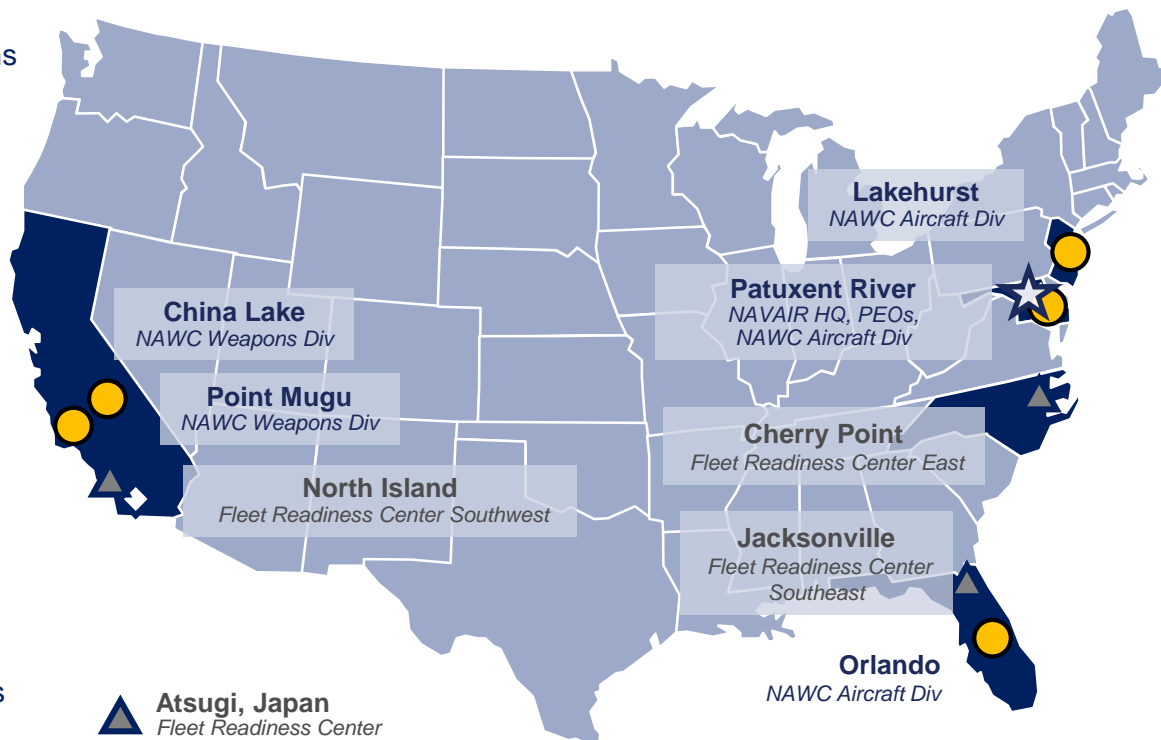 Lakehurst
NAWC Aircraft Div
Patuxent River
NAVAIR HQ, PEOs,
NAWC Aircraft Div
China Lake
NAWC Weapons Div
Point Mugu
NAWC Weapons Div
Cherry Point
Fleet Readiness Center East
North Island
Fleet Readiness Center Southwest
Jacksonville
Fleet Readiness Center
Southeast
Orlando
NAWC Aircraft Div
Atsugi, Japan
Fleet Readiness Center